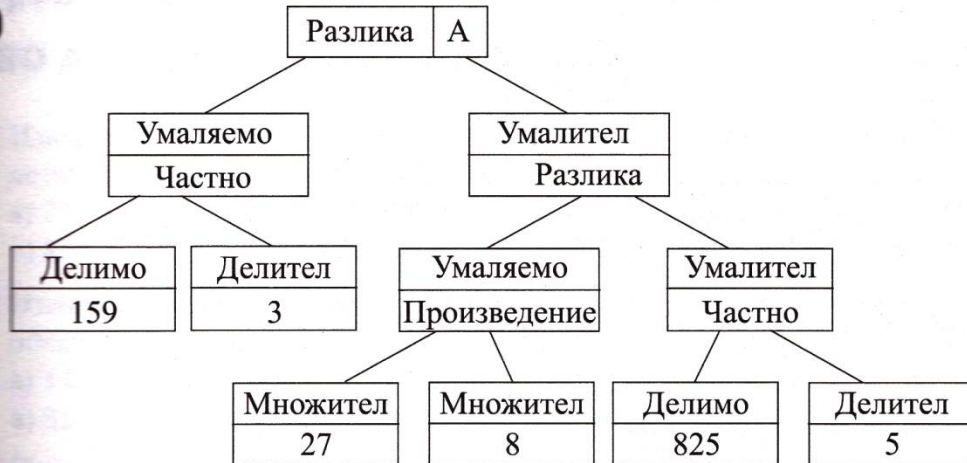 Разлика А
Умаляемо Умалител
Частно Разлика
Делимо Делител Умаляемо Умалител
159 3 Произведение Частно
Множител Множител Делимо Делител
27 8 825 5